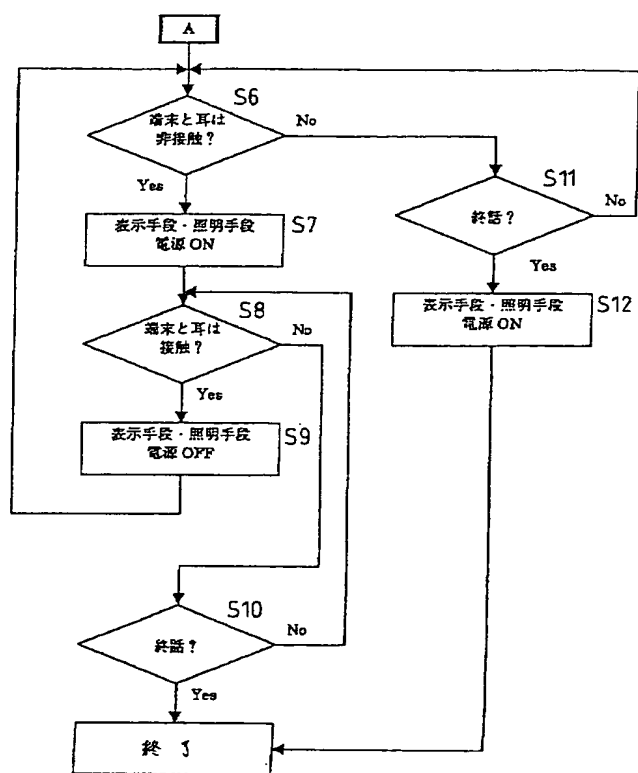 A
S6
端末と耳は
非接触？
No
Yes
S11
終話？
No
Yes
表示手段・照明手段
電源 ON
S7
S8
端末と耳は
接触？
No
Yes
表示手段・照明手段
電源 ON
S12
表示手段・照明手段
電源 OFF
S9
S10
終話？
No
Yes
終了